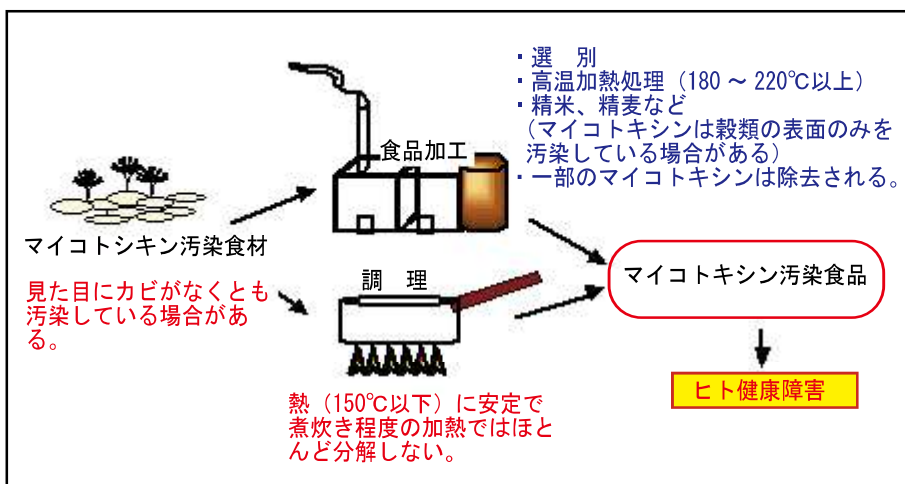 ・選　別
・高温加熱処理（180 ～ 220℃以上）
・精米、精麦など
（マイコトキシンは穀類の表面のみを
汚染している場合がある）
・一部のマイコトキシンは除去される。
食品加工
マイコトシキン汚染食材
見た目にカビがなくとも
汚染している場合があ
る。
調　理
熱（150℃以下）に安定で
煮炊き程度の加熱ではほと
んど分解しない。
マイコトキシン汚染食品
ヒト健康障害